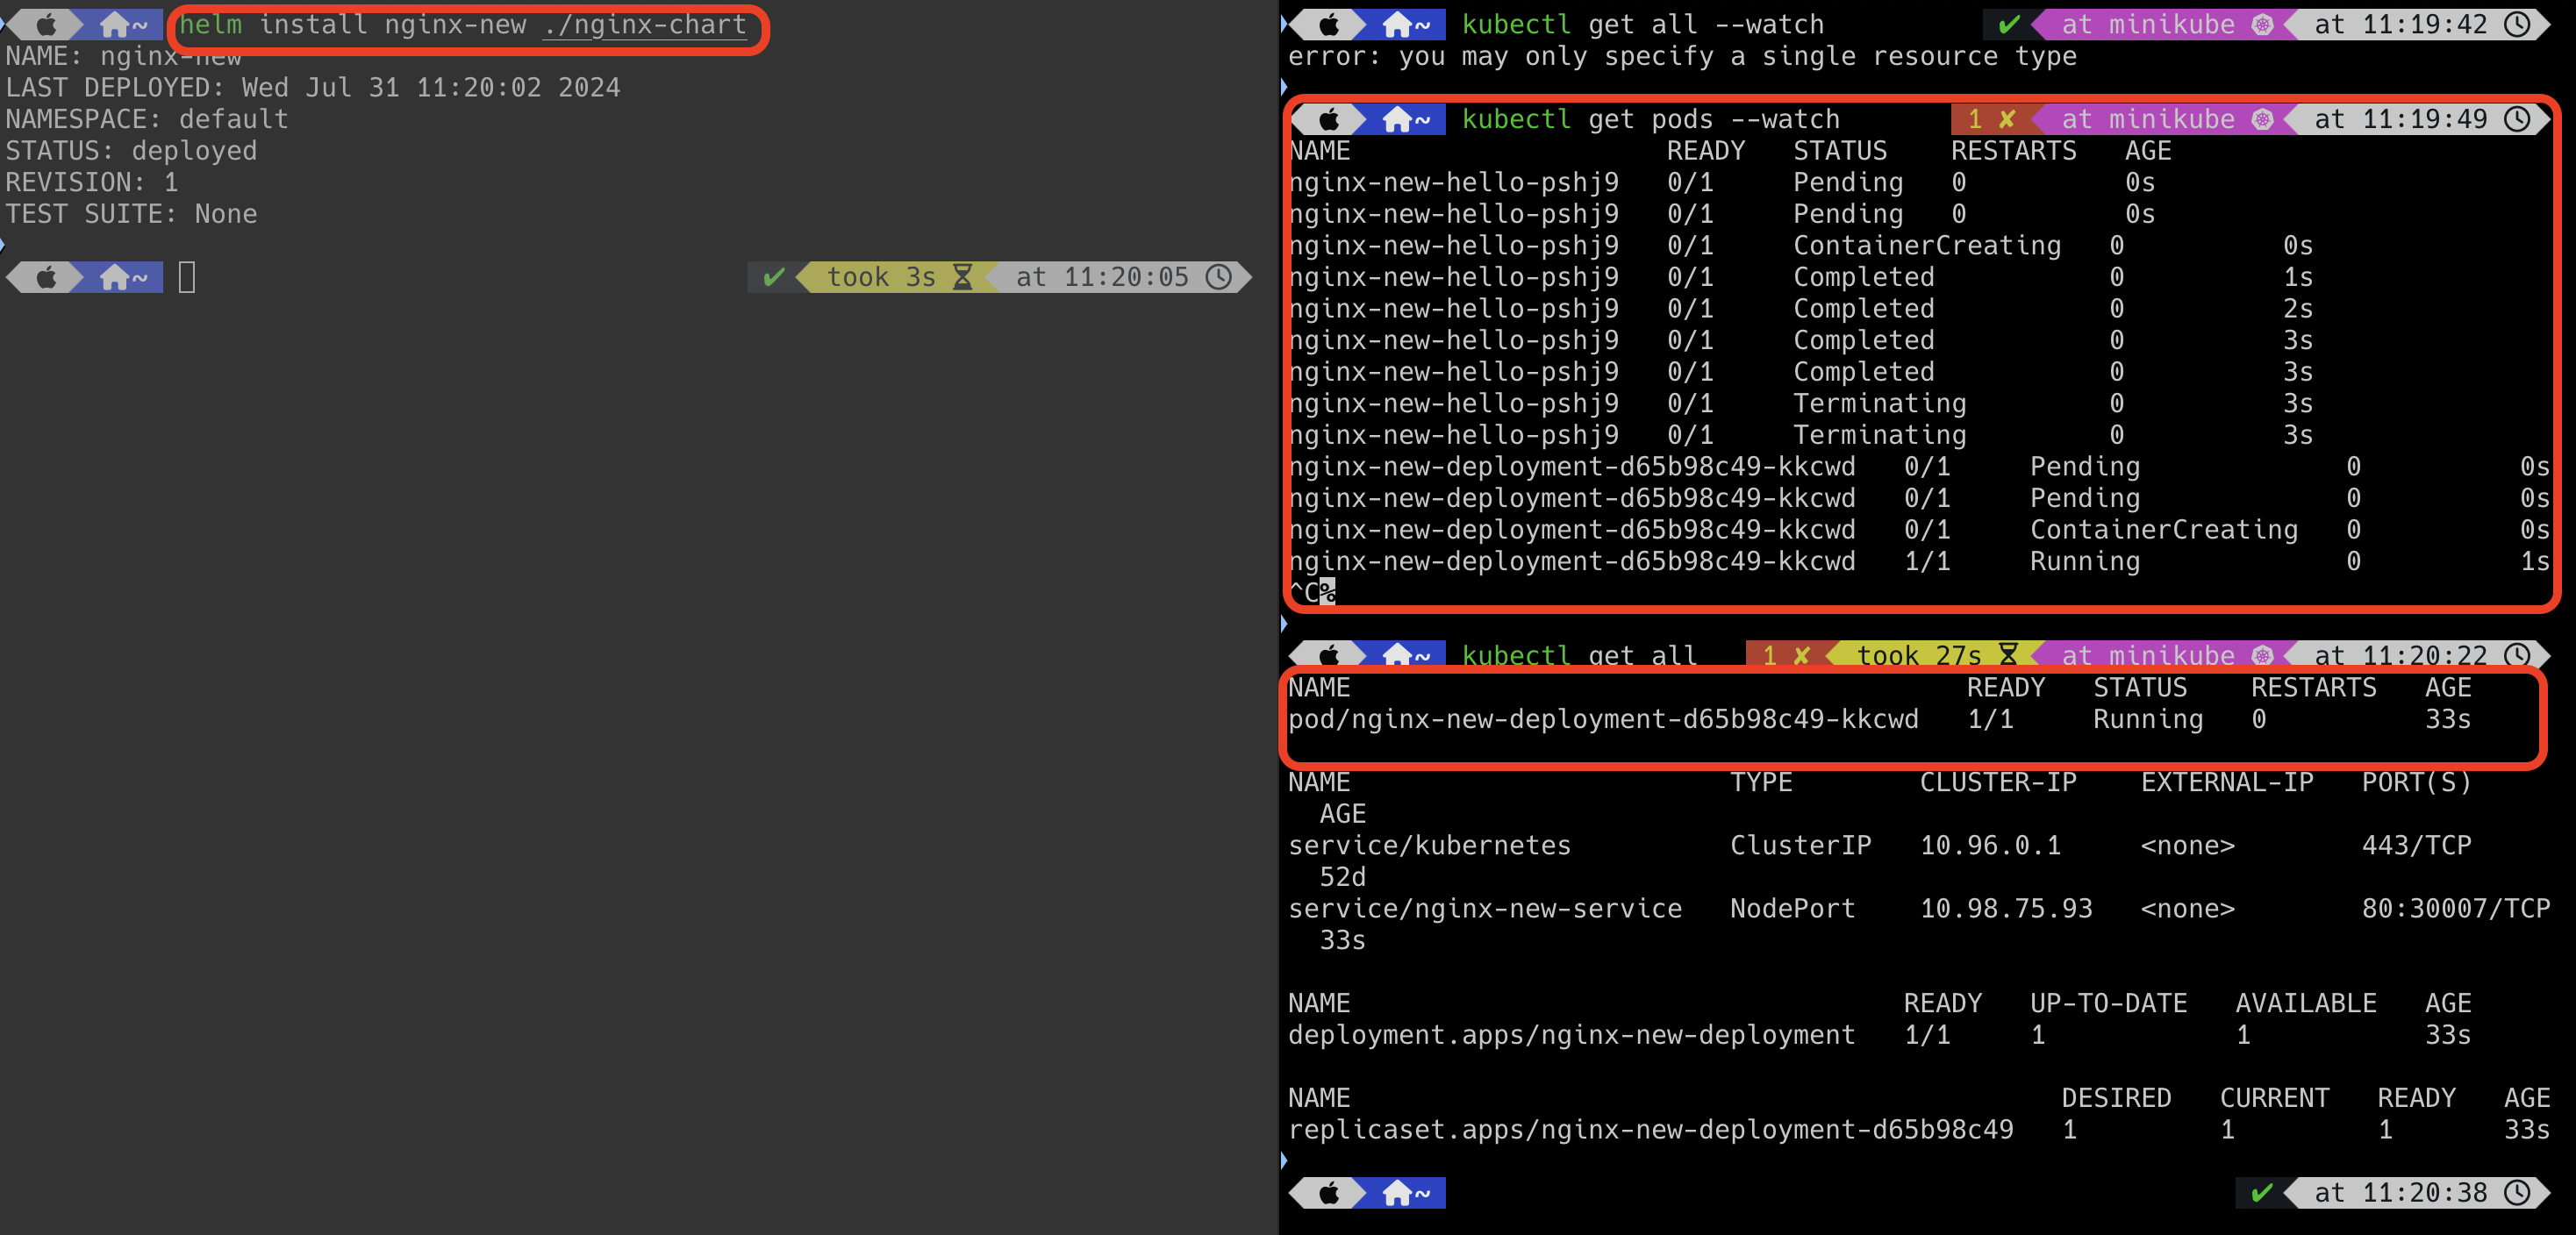 ~ helm install nginx-new ./nginx-chart
NAME: nginx-new
LAST DEPLOYED: Wed Jul 31 11:20:02 2024
NAMESPACE: default
STATUS: deployed
REVISION: 1
TEST SUITE: None
~ ✔ took 3s at 11:20:05
~ kubectl get all --watch ✔ at minikube at 11:19:42
error: you may only specify a single resource type
~ kubectl get pods --watch 1 ✘ at minikube at 11:19:49
NAME READY STATUS RESTARTS AGE
nginx-new-hello-pshj9 0/1 Pending 0 0s
nginx-new-hello-pshj9 0/1 Pending 0 0s
nginx-new-hello-pshj9 0/1 ContainerCreating 0 0s
nginx-new-hello-pshj9 0/1 Completed 0 1s
nginx-new-hello-pshj9 0/1 Completed 0 2s
nginx-new-hello-pshj9 0/1 Completed 0 3s
nginx-new-hello-pshj9 0/1 Completed 0 3s
nginx-new-hello-pshj9 0/1 Terminating 0 3s
nginx-new-hello-pshj9 0/1 Terminating 0 3s
nginx-new-deployment-d65b98c49-kkcwd 0/1 Pending 0 0s
nginx-new-deployment-d65b98c49-kkcwd 0/1 Pending 0 0s
nginx-new-deployment-d65b98c49-kkcwd 0/1 ContainerCreating 0 0s
nginx-new-deployment-d65b98c49-kkcwd 1/1 Running 0 1s
^C%
~ kubectl get all 1 ✘ took 27s at minikube at 11:20:22
NAME READY STATUS RESTARTS AGE
pod/nginx-new-deployment-d65b98c49-kkcwd 1/1 Running 0 33s
NAME TYPE CLUSTER-IP EXTERNAL-IP PORT(S)
AGE
service/kubernetes ClusterIP 10.96.0.1 <none> 443/TCP
52d
service/nginx-new-service NodePort 10.98.75.93 <none> 80:30007/TCP
33s
NAME READY UP-TO-DATE AVAILABLE AGE
deployment.apps/nginx-new-deployment 1/1 1 1 33s
NAME DESIRED CURRENT READY AGE
replicaset.apps/nginx-new-deployment-d65b98c49 1 1 1 33s
~ ✔ at 11:20:38